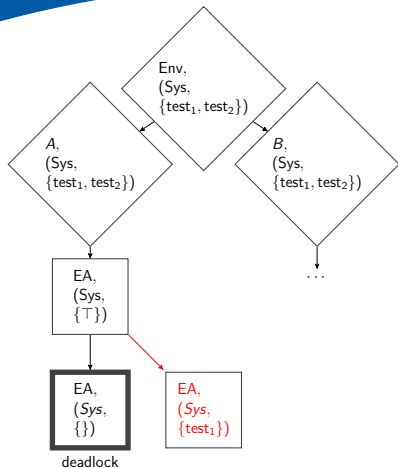 Env,
(Sys,
{test₁, test₂})
A,
(Sys,
{test₁, test₂})
B,
(Sys,
{test₁, test₂})
EA,
(Sys,
{⊤})
...
EA,
(Sys,
{})
EA,
(Sys,
{test₁})
deadlock